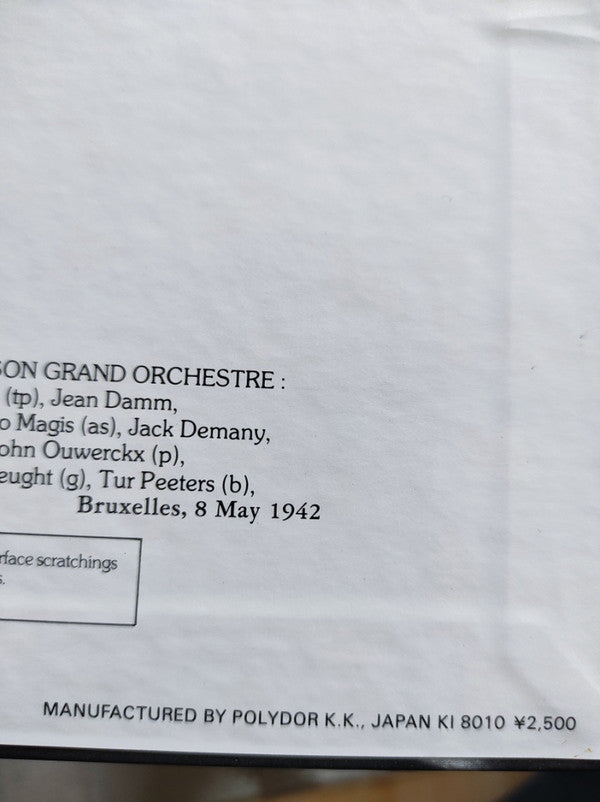 SON GRAND ORCHESTRE :
(tp), Jean Damm,
o Magis (as), Jack Demany,
ohn Ouwerckx (p),
eught (g), Tur Peeters (b),
Bruxelles, 8 May 1942
rface scratchings
s.
MANUFACTURED BY POLYDOR K.K., JAPAN KI 8010 ¥2,500